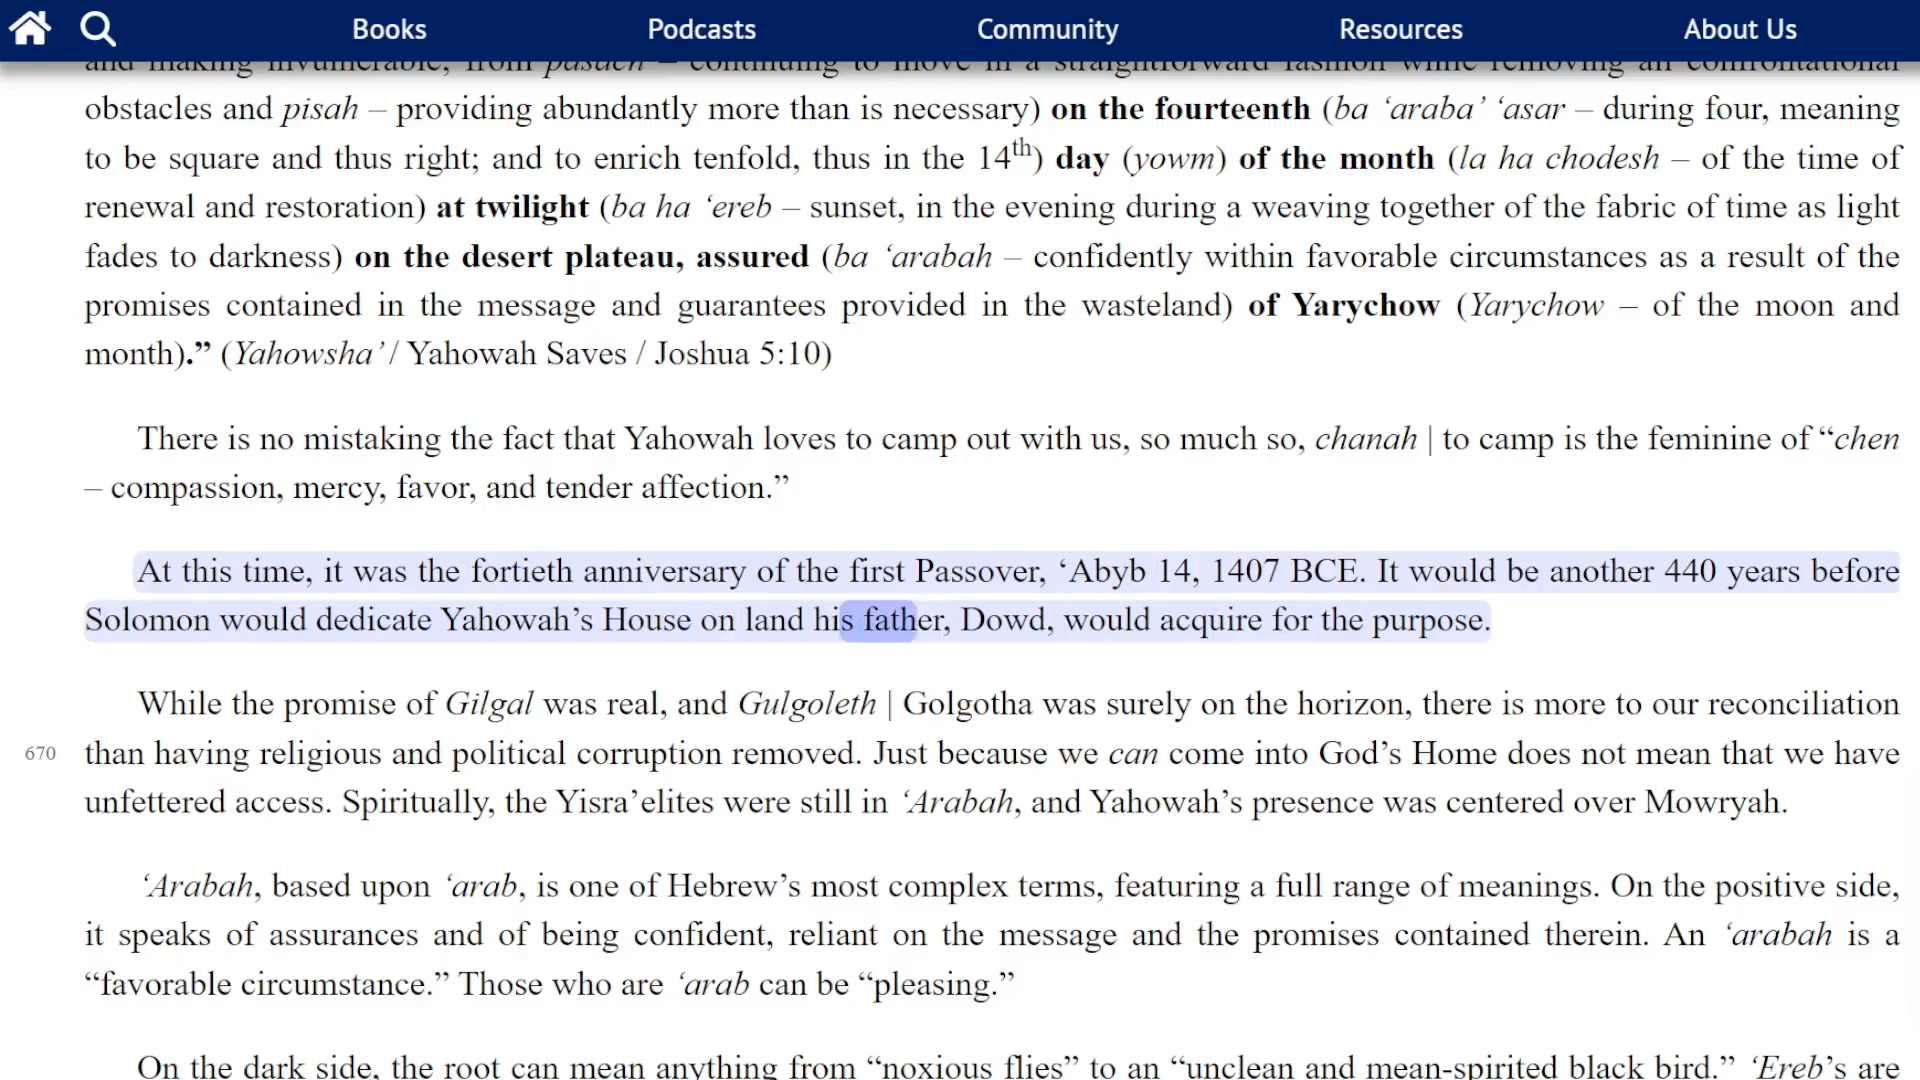 Books Podcasts Community Resources About Us
and making invulnerable, from pasach – continuing to move in a straightforward fashion while removing all confrontational
obstacles and pisah – providing abundantly more than is necessary) on the fourteenth (ba ‘araba’ ‘asar – during four, meaning
to be square and thus right; and to enrich tenfold, thus in the 14th) day (yowm) of the month (la ha chodesh – of the time of
renewal and restoration) at twilight (ba ha ‘ereb – sunset, in the evening during a weaving together of the fabric of time as light
fades to darkness) on the desert plateau, assured (ba ‘arabah – confidently within favorable circumstances as a result of the
promises contained in the message and guarantees provided in the wasteland) of Yarychow (Yarychow – of the moon and
month).” (Yahowsha’ / Yahowah Saves / Joshua 5:10)
There is no mistaking the fact that Yahowah loves to camp out with us, so much so, chanah | to camp is the feminine of “chen
– compassion, mercy, favor, and tender affection.”
At this time, it was the fortieth anniversary of the first Passover, ‘Abyb 14, 1407 BCE. It would be another 440 years before
Solomon would dedicate Yahowah’s House on land his father, Dowd, would acquire for the purpose.
While the promise of Gilgal was real, and Gulgoleth | Golgotha was surely on the horizon, there is more to our reconciliation
670 than having religious and political corruption removed. Just because we can come into God’s Home does not mean that we have
unfettered access. Spiritually, the Yisra’elites were still in ‘Arabah, and Yahowah’s presence was centered over Mowryah.
‘Arabah, based upon ‘arab, is one of Hebrew’s most complex terms, featuring a full range of meanings. On the positive side,
it speaks of assurances and of being confident, reliant on the message and the promises contained therein. An ‘arabah is a
“favorable circumstance.” Those who are ‘arab can be “pleasing.”
On the dark side, the root can mean anything from “noxious flies” to an “unclean and mean-spirited black bird.” ‘Ereb’s are